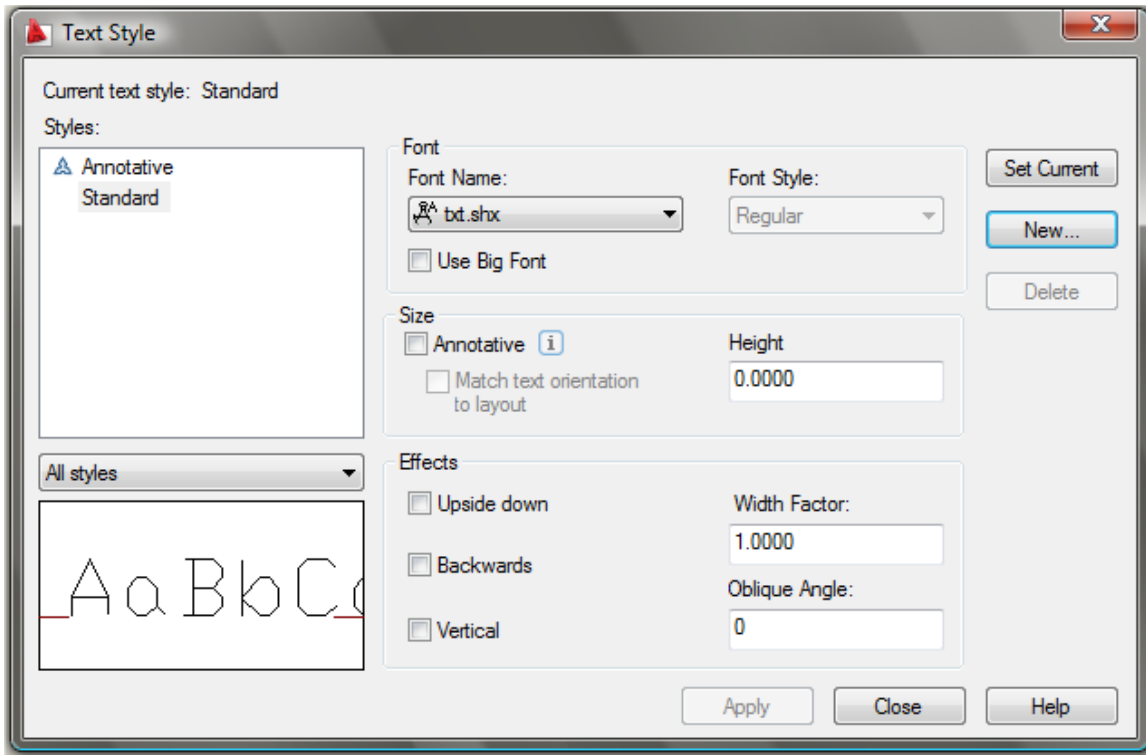 Text Style
Current text style: Standard
Styles:
Annotative
Standard
All styles
AaBbC
Font
Font Name:
txt.shx
Use Big Font
Font Style:
Regular
Size
Annotative
Match text orientation
to layout
Height
0.0000
Effects
Upside down
Backwards
Vertical
Width Factor:
1.0000
Oblique Angle:
0
Set Current
New...
Delete
Apply
Close
Help